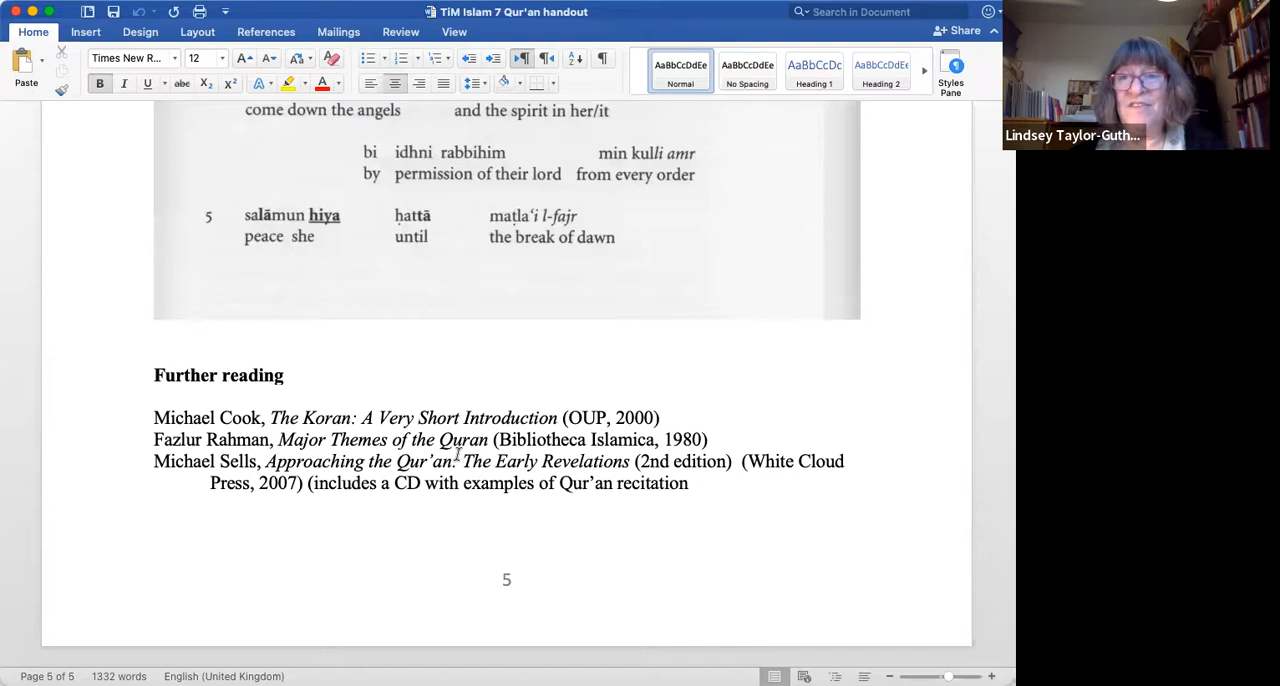 TiM Islam 7 Qur'an handout
Search in Document
Home Insert Design Layout References Mailings Review View
Share
Paste
Times New R... 12
AaBbCcDdEe AaBbCcDdEe AaBbCcDc AaBbCcDdEe
Normal No Spacing Heading 1 Heading 2
Styles
Pane
Lindsey Taylor-Guth...
come down the angels and the spirit in her/it
bi idhni rabbihim min kulli amr
by permission of their lord from every order
5 salāmun hiya ḥattā maṭla‘i l-fajr
peace she until the break of dawn
Further reading
Michael Cook, The Koran: A Very Short Introduction (OUP, 2000)
Fazlur Rahman, Major Themes of the Quran (Bibliotheca Islamica, 1980)
Michael Sells, Approaching the Qur’an: The Early Revelations (2nd edition) (White Cloud
Press, 2007) (includes a CD with examples of Qur’an recitation
5
Page 5 of 5 1332 words English (United Kingdom)